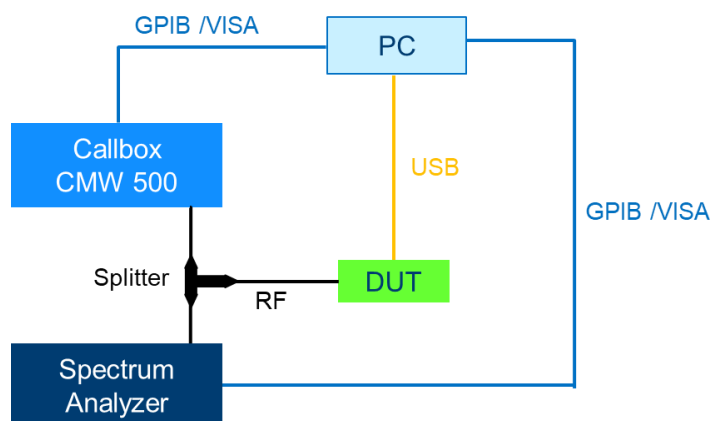 GPIB /VISA
PC
Callbox
CMW 500
USB
GPIB /VISA
Splitter
RF
DUT
Spectrum
Analyzer